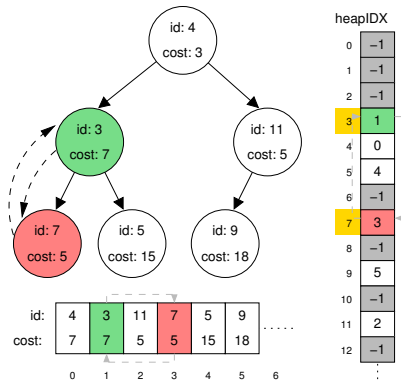 id: 4
cost: 3
id: 3
cost: 7
id: 11
cost: 5
id: 7
cost: 5
id: 5
cost: 15
id: 9
cost: 18
id: 4 3 11 7 5 9
cost: 7 7 5 5 15 18
0 1 2 3 4 5 6
heapIDX
0 −1
1 −1
2 −1
3 1
4 0
5 4
6 −1
7 3
8 −1
9 5
10 −1
11 2
12 −1